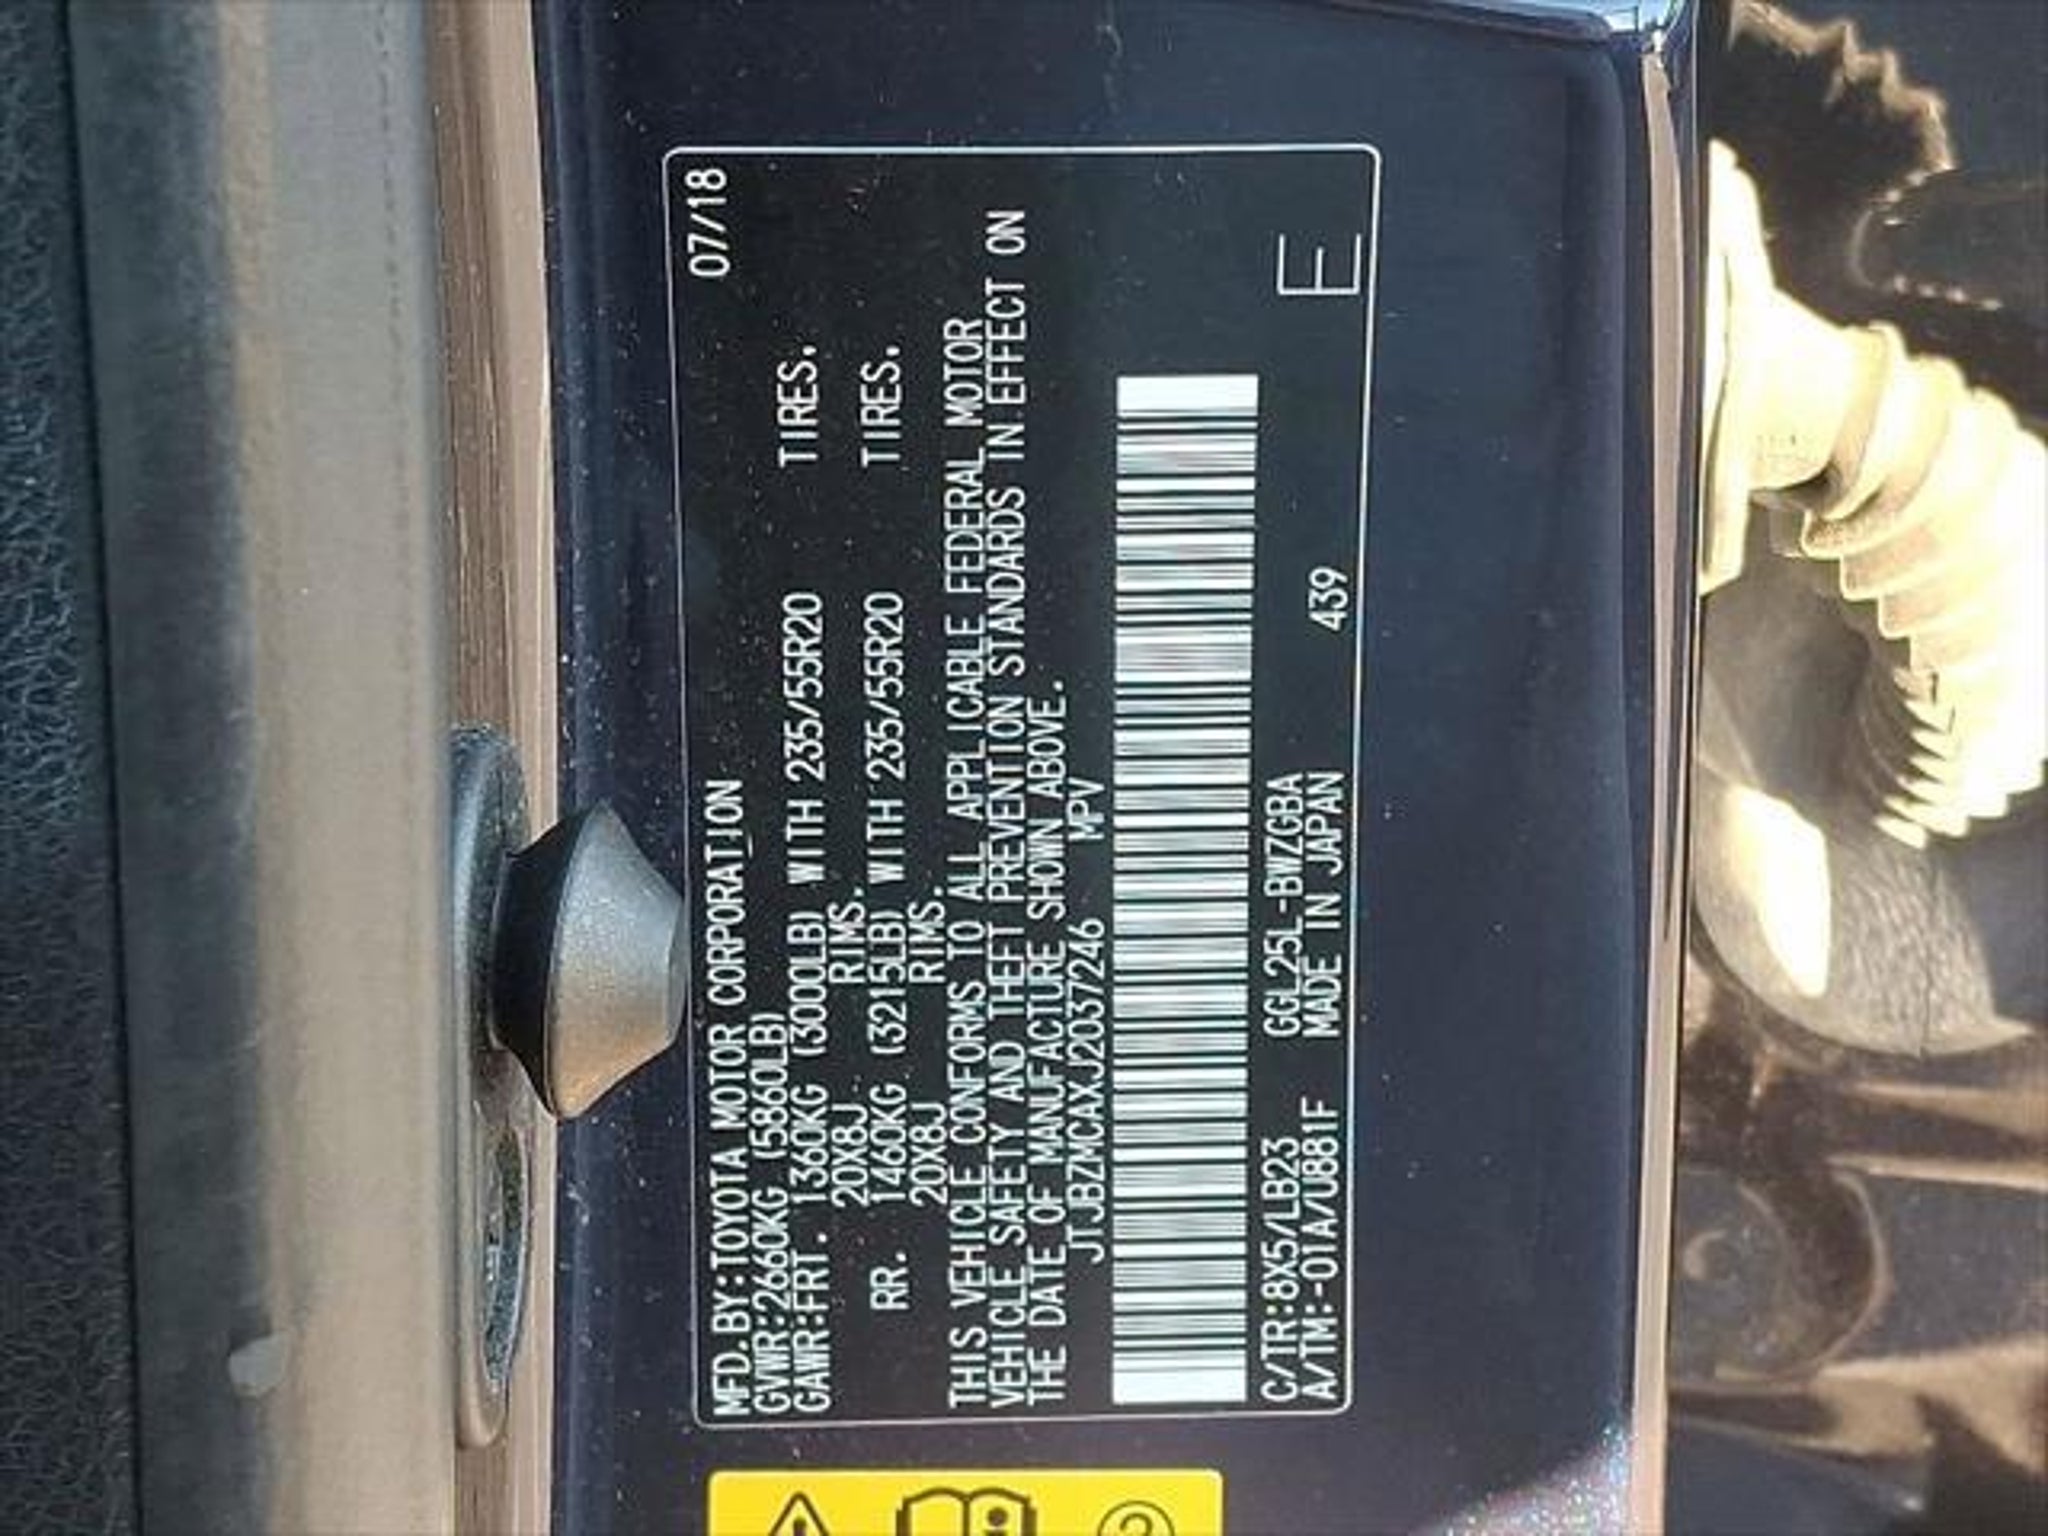 07/18
MFD.BY:TOYOTA MOTOR CORPORATION
GVWR:2660KG (5860LB)
GAWR:FRT. 1360KG (3000LB) WITH 235/55R20 TIRES.
20X8J RIMS.
RR. 1460KG (3215LB) WITH 235/55R20 TIRES.
20X8J RIMS.
THIS VEHICLE CONFORMS TO ALL APPLICABLE FEDERAL MOTOR
VEHICLE SAFETY AND THEFT PREVENTION STANDARDS IN EFFECT ON
THE DATE OF MANUFACTURE SHOWN ABOVE.
JTJBZMCAXJ2037246 MPV
C/TR:8X5/LB23 GGL25L-BWZGBA
A/TM:-01A/U881F MADE IN JAPAN 439
E